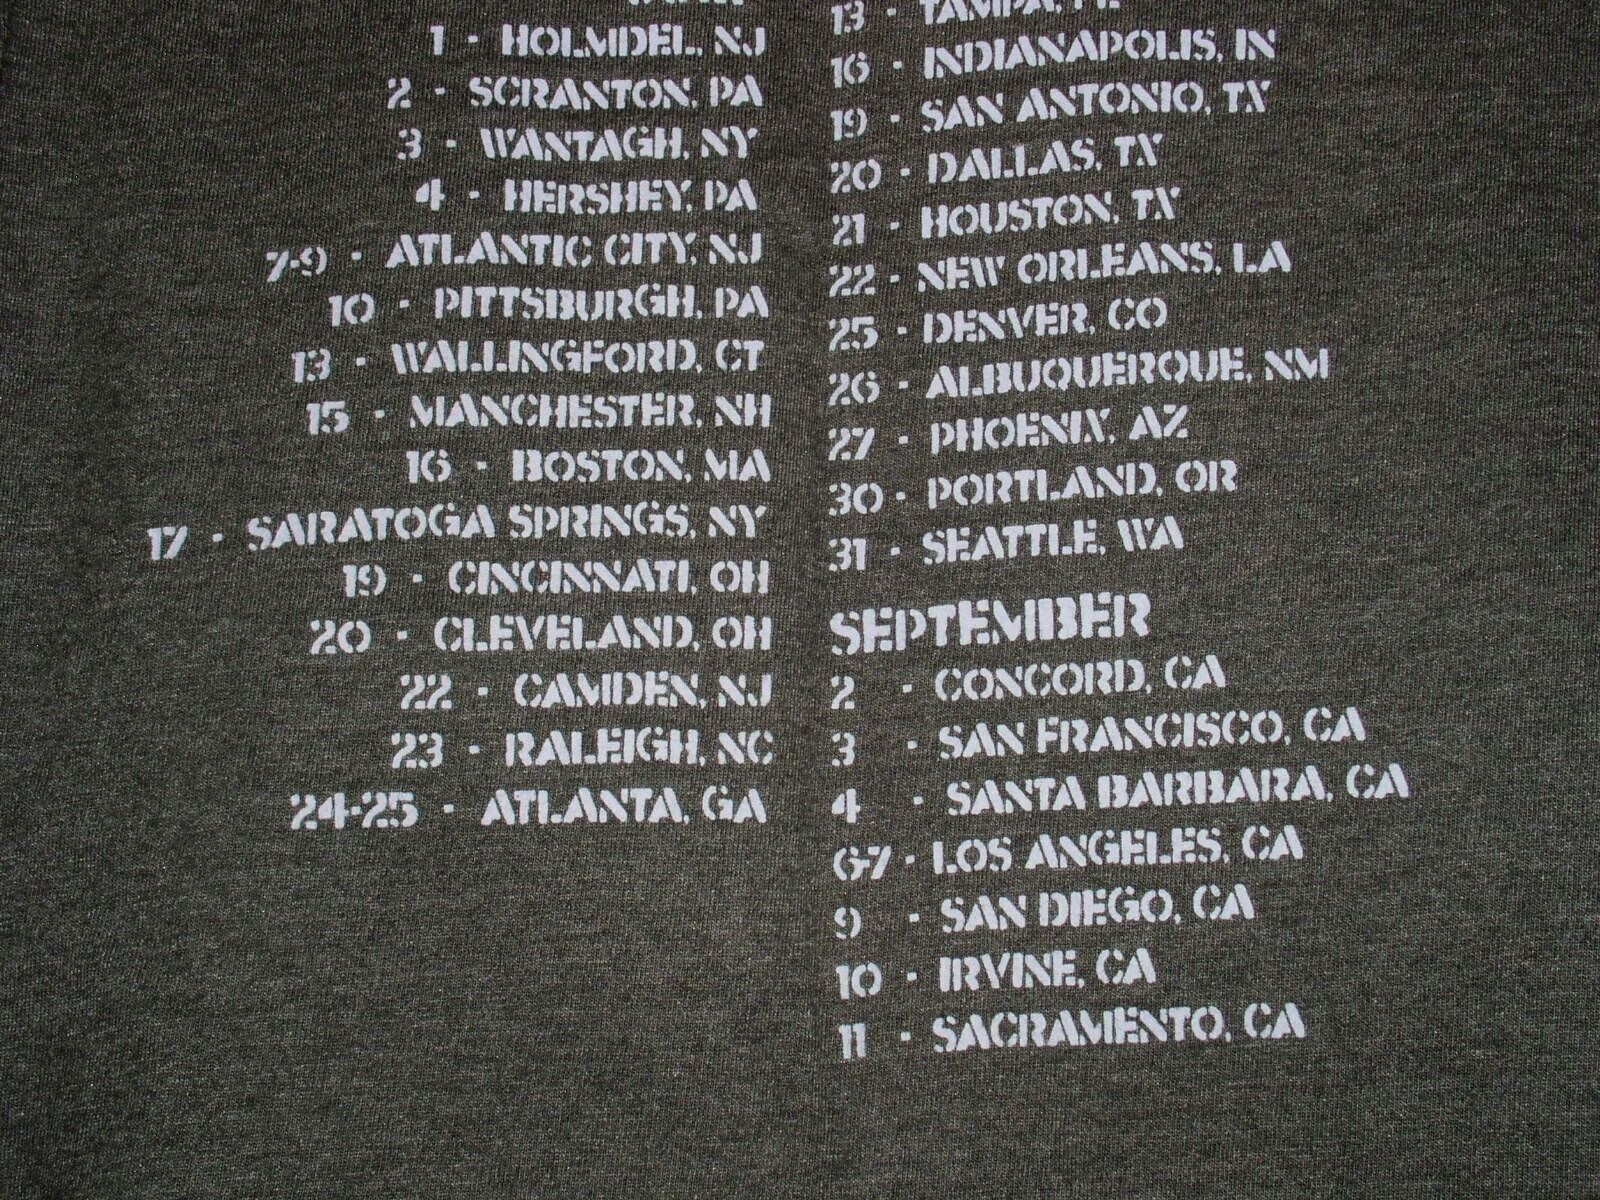 1 - HOLMDEL, NJ
2 - SCRANTON, PA
3 - WANTAGH, NY
4 - HERSHEY, PA
7-9 - ATLANTIC CITY, NJ
10 - PITTSBURGH, PA
13 - WALLINGFORD, CT
15 - MANCHESTER, NH
16 - BOSTON, MA
17 - SARATOGA SPRINGS, NY
19 - CINCINNATI, OH
20 - CLEVELAND, OH
22 - CAMDEN, NJ
23 - RALEIGH, NC
24-25 - ATLANTA, GA
13 - TAMPA, FL
16 - INDIANAPOLIS, IN
19 - SAN ANTONIO, TX
20 - DALLAS, TX
21 - HOUSTON, TX
22 - NEW ORLEANS, LA
25 - DENVER, CO
26 - ALBUQUERQUE, NM
27 - PHOENIX, AZ
30 - PORTLAND, OR
31 - SEATTLE, WA
SEPTEMBER
2 - CONCORD, CA
3 - SAN FRANCISCO, CA
4 - SANTA BARBARA, CA
6-7 - LOS ANGELES, CA
9 - SAN DIEGO, CA
10 - IRVINE, CA
11 - SACRAMENTO, CA